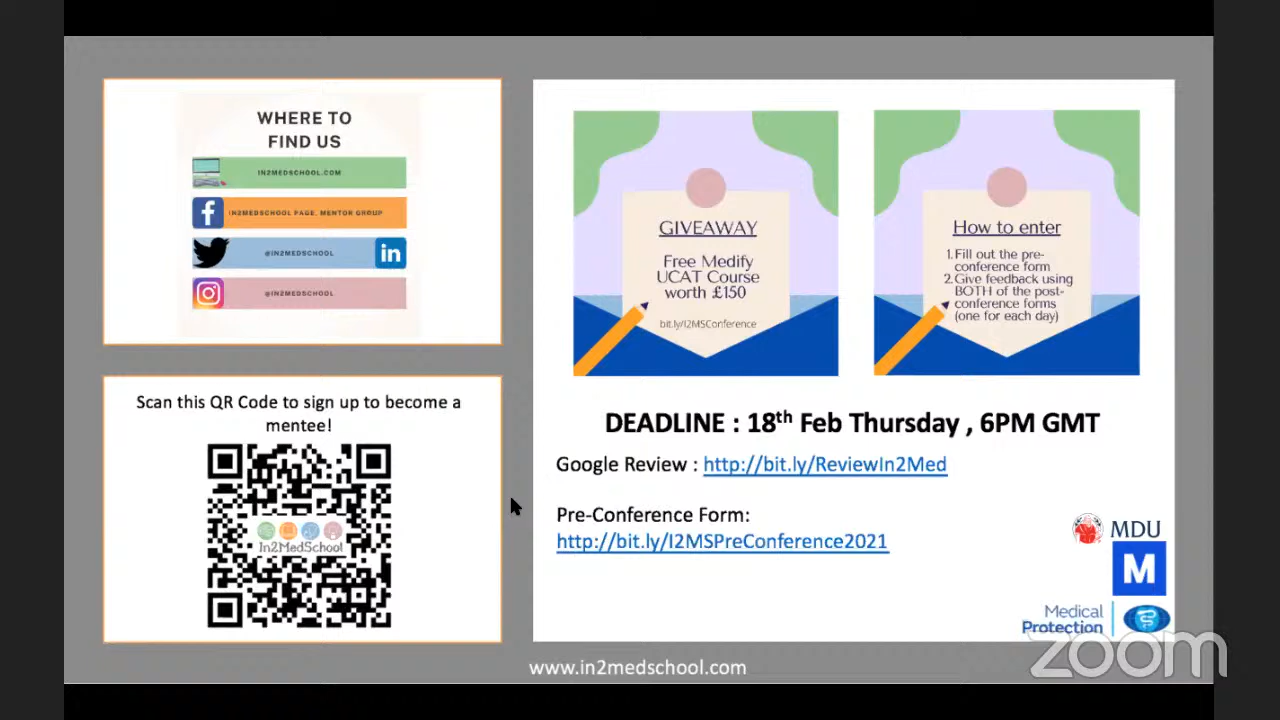 WHERE TO
FIND US
IN2MEDSCHOOL.COM
IN2MEDSCHOOL PAGE, MENTOR GROUP
@IN2MEDSCHOOL
in
@IN2MEDSCHOOL
Scan this QR Code to sign up to become a
mentee!
In2MedSchool
GIVEAWAY
Free Medify
UCAT Course
worth £150
bit.ly/I2MSConference
How to enter
1. Fill out the pre-
conference form
2. Give feedback using
BOTH of the post-
conference forms
(one for each day)
DEADLINE : 18th Feb Thursday , 6PM GMT
Google Review : http://bit.ly/ReviewIn2Med
Pre-Conference Form:
http://bit.ly/I2MSPreConference2021
MDU
M
Medical
Protection
zoom
www.in2medschool.com